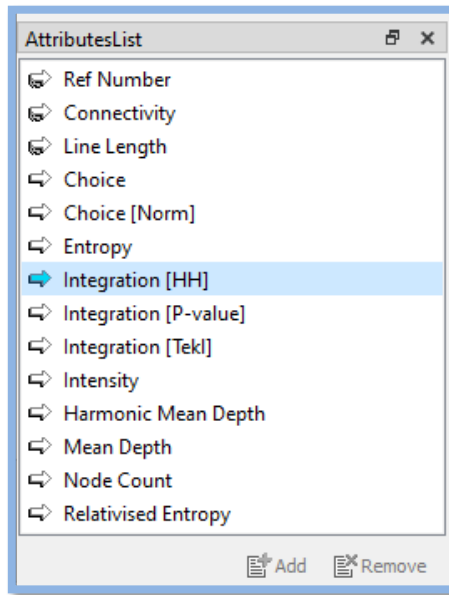 AttributesList
Ref Number
Connectivity
Line Length
Choice
Choice [Norm]
Entropy
Integration [HH]
Integration [P-value]
Integration [Tekl]
Intensity
Harmonic Mean Depth
Mean Depth
Node Count
Relativised Entropy
Add Remove